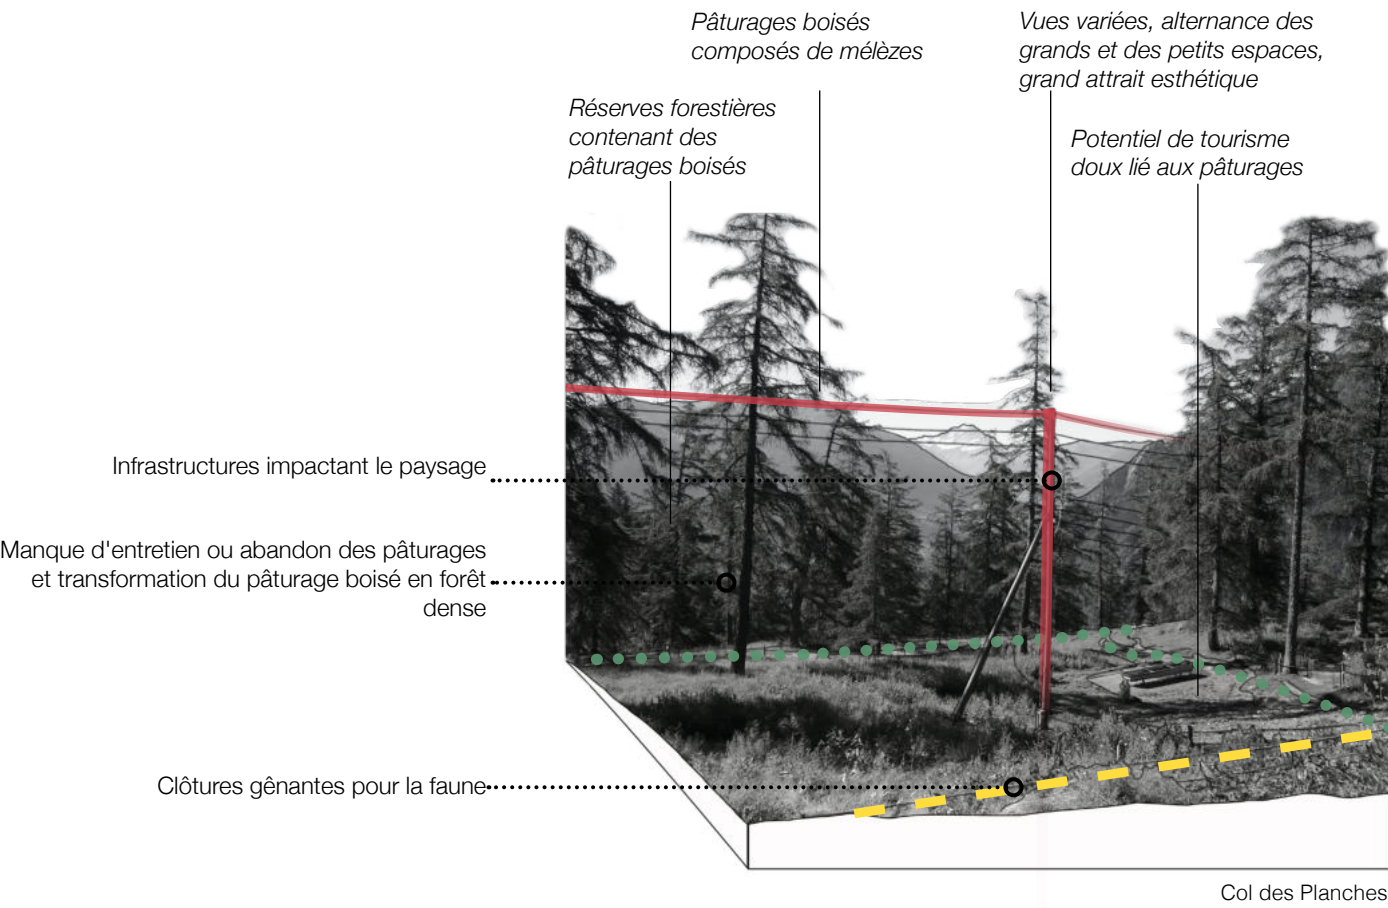 Pâturages boisés
composés de mélèzes
Vues variées, alternance des
grands et des petits espaces,
grand attrait esthétique
Réserves forestières
contenant des
pâturages boisés
Potentiel de tourisme
doux lié aux pâturages
Infrastructures impactant le paysage
Manque d'entretien ou abandon des pâturages
et transformation du pâturage boisé en forêt
dense
Clôtures gênantes pour la faune
Col des Planches